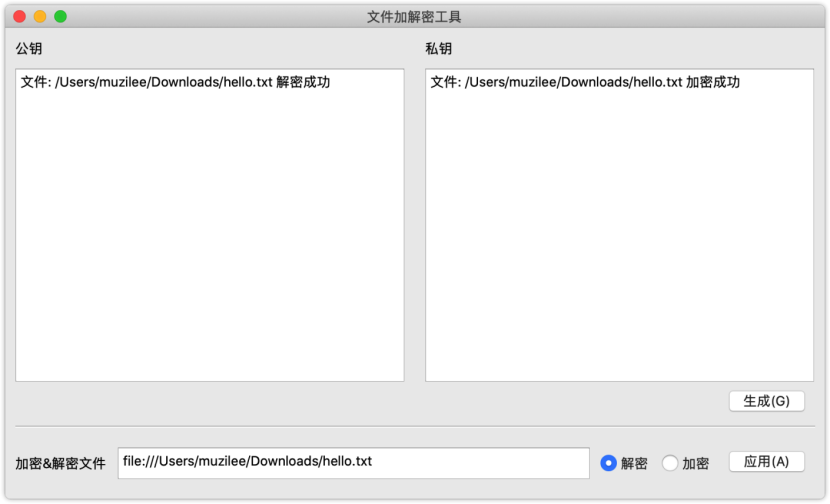 文件加解密工具
公钥
私钥
文件: /Users/muzilee/Downloads/hello.txt 解密成功
文件: /Users/muzilee/Downloads/hello.txt 加密成功
生成(G)
加密&解密文件 file:///Users/muzilee/Downloads/hello.txt 解密 加密 应用(A)